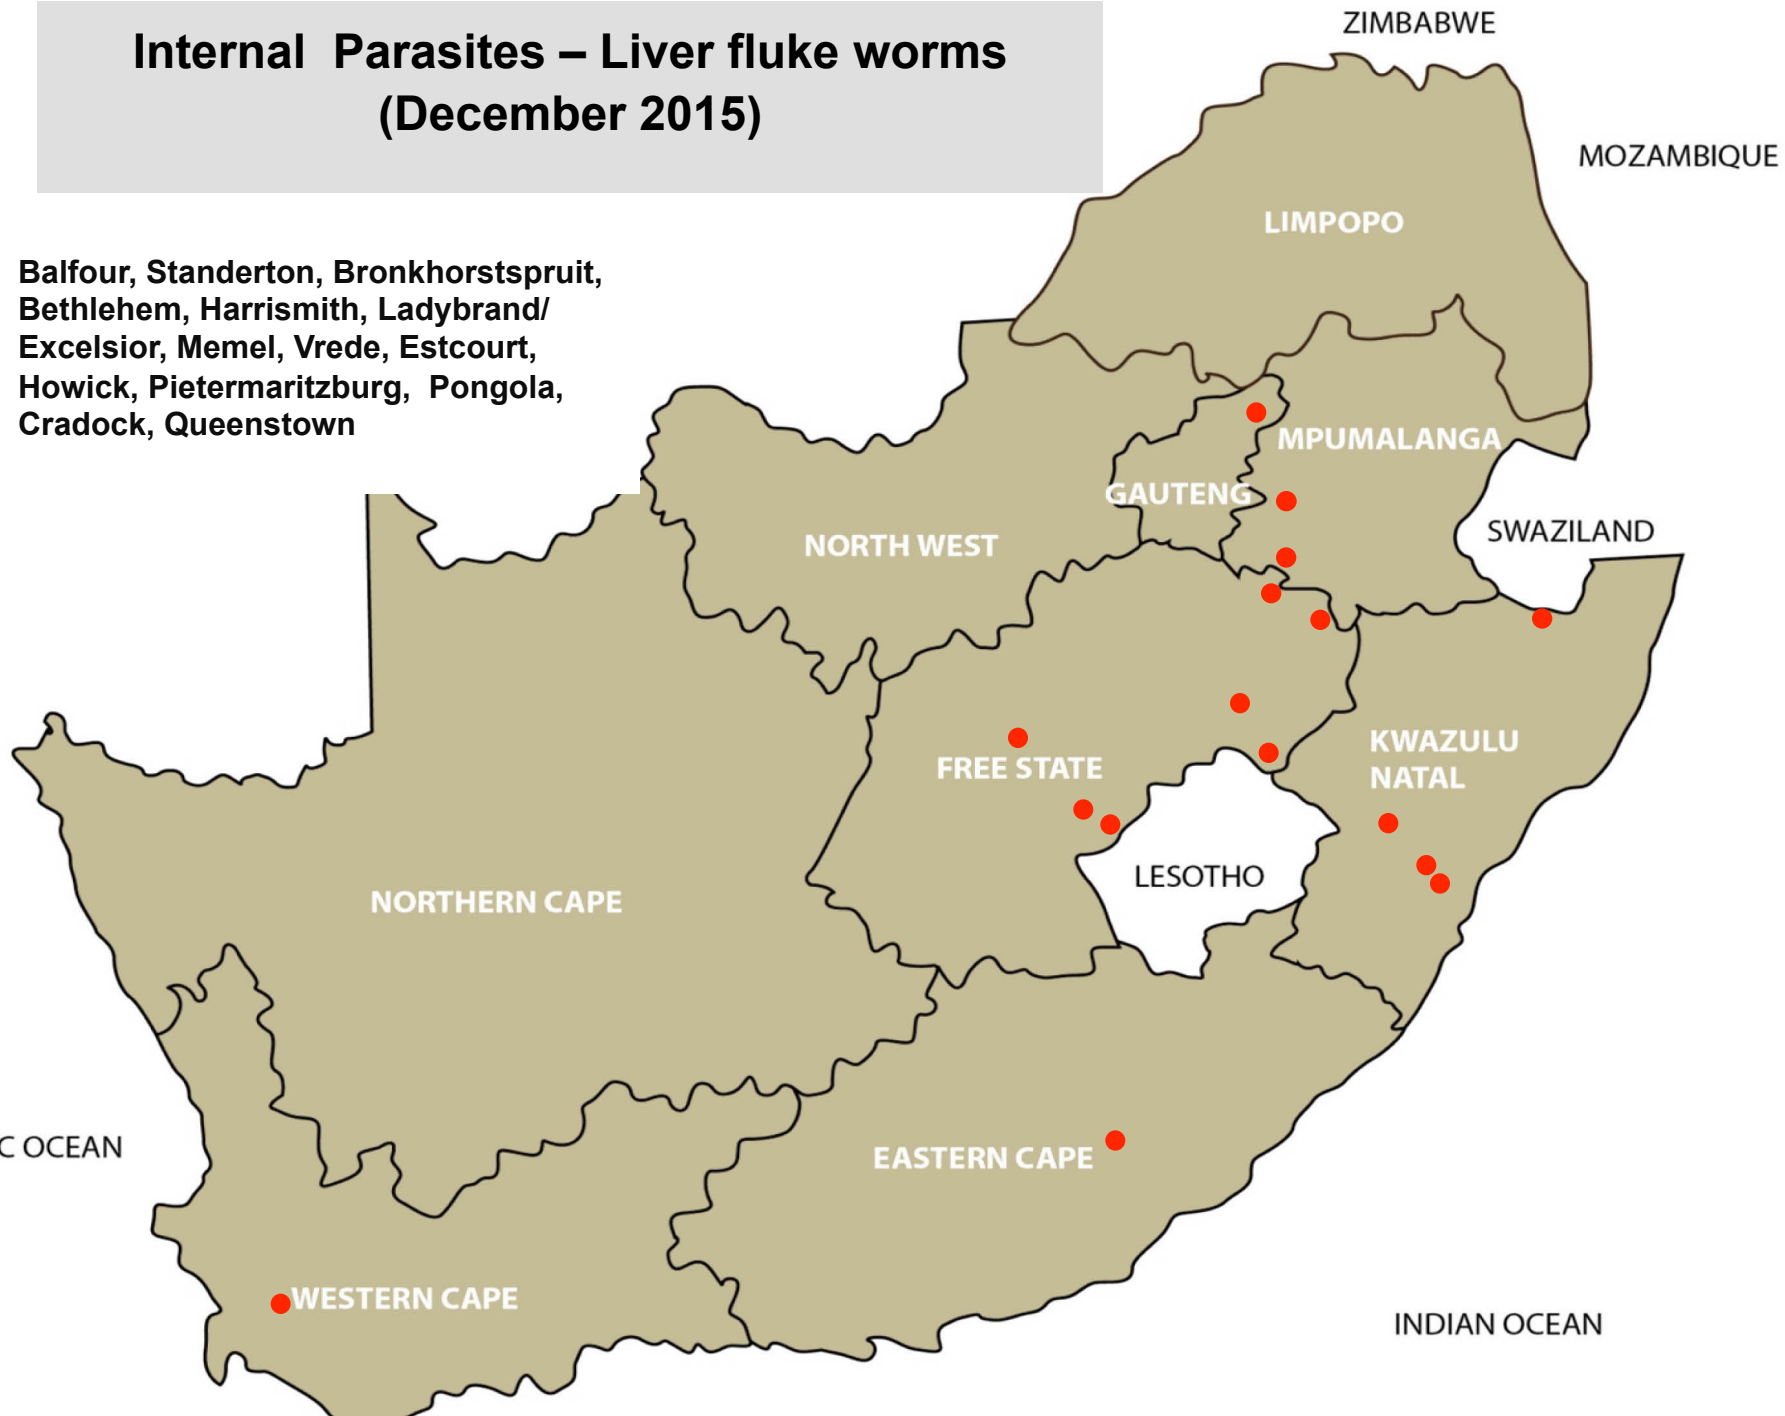 Internal Parasites – Liver fluke worms
(December 2015)
Balfour, Standerton, Bronkhorstspruit,
Bethlehem, Harrismith, Ladybrand/
Excelsior, Memel, Vrede, Estcourt,
Howick, Pietermaritzburg, Pongola,
Cradock, Queenstown
ZIMBABWE
MOZAMBIQUE
LIMPOPO
MPUMALANGA
GAUTENG
NORTH WEST
SWAZILAND
KWAZULU
NATAL
FREE STATE
LESOTHO
NORTHERN CAPE
C OCEAN
EASTERN CAPE
WESTERN CAPE
INDIAN OCEAN